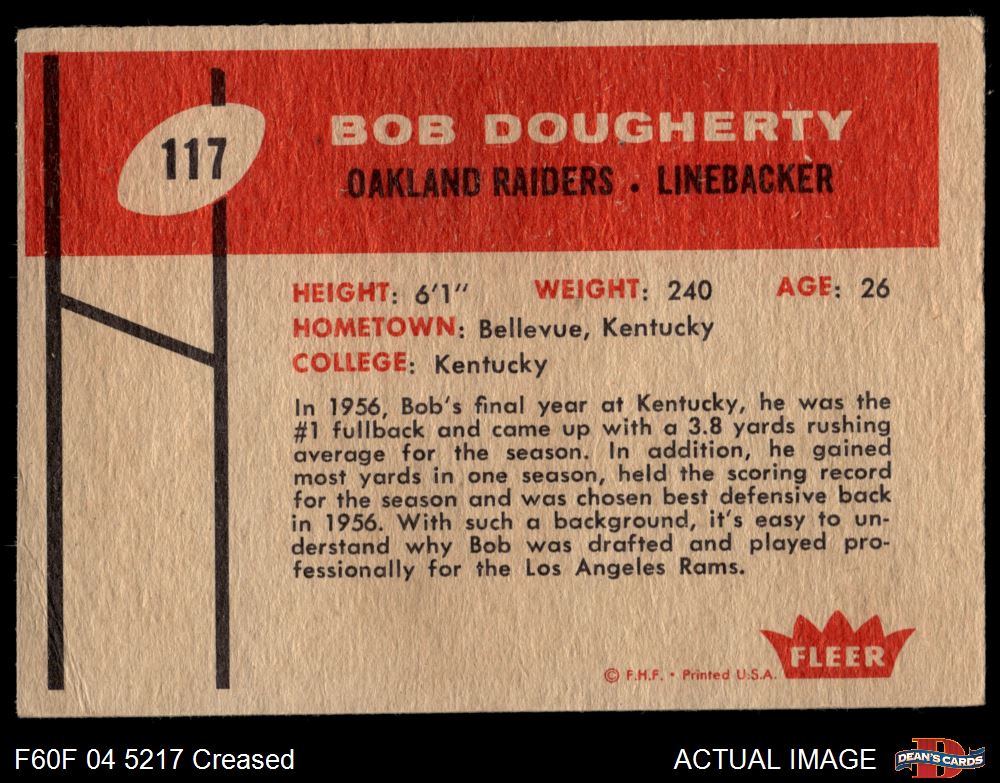 117
BOB DOUGHERTY
OAKLAND RAIDERS • LINEBACKER
HEIGHT: 6'1" WEIGHT: 240 AGE: 26
HOMETOWN: Bellevue, Kentucky
COLLEGE: Kentucky
In 1956, Bob's final year at Kentucky, he was the
#1 fullback and came up with a 3.8 yards rushing
average for the season. In addition, he gained
most yards in one season, held the scoring record
for the season and was chosen best defensive back
in 1956. With such a background, it's easy to un-
derstand why Bob was drafted and played pro-
fessionally for the Los Angeles Rams.
FLEER
© F.H.F. • Printed U.S.A.
F60F 04 5217 Creased
ACTUAL IMAGE
D
DEAN'S CARDS